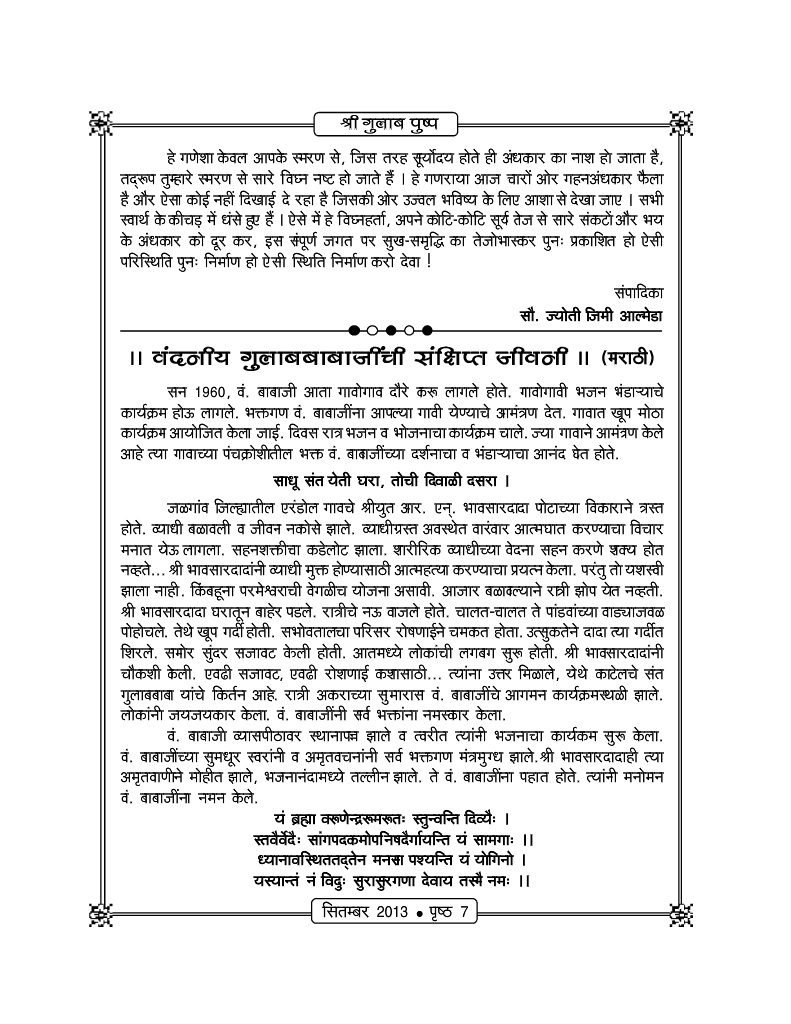 श्री गुलाब पुष्प
हे गणेशा केवल आपके स्मरण से, जिस तरह सूर्योदय होते ही अंधकार का नाश हो जाता है,
तद्रूप तुम्हारे स्मरण से सारे विघ्न नष्ट हो जाते हैं । हे गणराया आज चारों ओर गहनअंधकार फैला
है और ऐसा कोई नहीं दिखाई दे रहा है जिसकी ओर उज्वल भविष्य के लिए आशा से देखा जाए । सभी
स्वार्थ के कीचड़ में धंसे हुए हैं । ऐसे में हे विघ्नहर्ता, अपने कोटि-कोटि सूर्य तेज से सारे संकटों और भय
के अंधकार को दूर कर, इस संपूर्ण जगत पर सुख-समृद्धि का तेजोभास्कर पुनः प्रकाशित हो ऐसी
परिस्थिति पुनः निर्माण हो ऐसी स्थिति निर्माण करो देवा !
संपादिका
सौ. ज्योती जिमी आल्मेडा
।। वंदनीय गुलाबबाबाजींची संक्षिप्त जीवनी ।। (मराठी)
सन 1960, वं. बाबाजी आता गावोगाव दौरे करू लागले होते. गावोगावी भजन भंडाऱ्याचे
कार्यक्रम होऊ लागले. भक्तगण वं. बाबाजींना आपल्या गावी येण्याचे आमंत्रण देत. गावात खूप मोठा
कार्यक्रम आयोजित केला जाई. दिवस रात्र भजन व भोजनाचा कार्यक्रम चाले. ज्या गावाने आमंत्रण केले
आहे त्या गावाच्या पंचक्रोशीतील भक्त वं. बाबाजींच्या दर्शनाचा व भंडाऱ्याचा आनंद घेत होते.
साधू संत येती घरा, तोची दिवाळी दसरा ।
जळगांव जिल्ह्यातील एरंडोल गावचे श्रीयुत आर. एन्. भावसारदादा पोटाच्या विकाराने त्रस्त
होते. व्याधी बळावली व जीवन नकोसे झाले. व्याधीग्रस्त अवस्थेत वारंवार आत्मघात करण्याचा विचार
मनात येऊ लागला. सहनशक्तीचा कडेलोट झाला. शारीरिक व्याधीच्या वेदना सहन करणे शक्य होत
नव्हते... श्री भावसारदादांनी व्याधी मुक्त होण्यासाठी आत्महत्या करण्याचा प्रयत्न केला. परंतु तो यशस्वी
झाला नाही. किंबहूना परमेश्वराची वेगळीच योजना असावी. आजार बळाबल्याने रात्री झोप येत नव्हती.
श्री भावसारदादा घरातून बाहेर पडले. रात्रीचे नऊ वाजले होते. चालत-चालत ते पांडवांच्या वाड्याजवळ
पोहोचले. तेथे खूप गर्दी होती. सभोवतालचा परिसर रोषणाईने चमकत होता. उत्सुकतेने दादा त्या गर्दीत
शिरले. समोर सुंदर सजावट केली होती. आतमध्ये लोकांची लगबग सुरू होती. श्री भावसारदादांनी
चौकशी केली. एवढी सजावट, एवढी रोशणाई कशासाठी... त्यांना उत्तर मिळाले, येथे काटेलचे संत
गुलाबबाबा यांचे किर्तन आहे. रात्री अकराच्या सुमारास वं. बाबाजींचे आगमन कार्यक्रमस्थळी झाले.
लोकांनी जयजयकार केला. वं. बाबाजींनी सर्व भक्तांना नमस्कार केला.
वं. बाबाजी व्यासपीठावर स्थानापन्न झाले व त्वरीत त्यांनी भजनाचा कार्यकम सुरू केला.
वं. बाबाजींच्या सुमधूर स्वरांनी व अमृतवचनांनी सर्व भक्तगण मंत्रमुग्ध झाले.श्री भावसारदादाही त्या
अमृतवाणीने मोहीत झाले, भजनानंदामध्ये तल्लीन झाले. ते वं. बाबाजींना पहात होते. त्यांनी मनोमन
वं. बाबाजींना नमन केले.
यं ब्रह्मा वरूणेन्द्ररूमरूतः स्तुन्वन्ति दिव्यैः ।
स्तवैर्वेदैः सांगपदकमोपनिषदैर्गायन्ति यं सामगाः ।।
ध्यानावस्थिततद्तेन मनसा पश्यन्ति यं योगिनो ।
यस्यान्तं नं विदुः सुरासुरगणा देवाय तस्मै नमः ।।
सितम्बर 2013 ● पृष्ठ 7